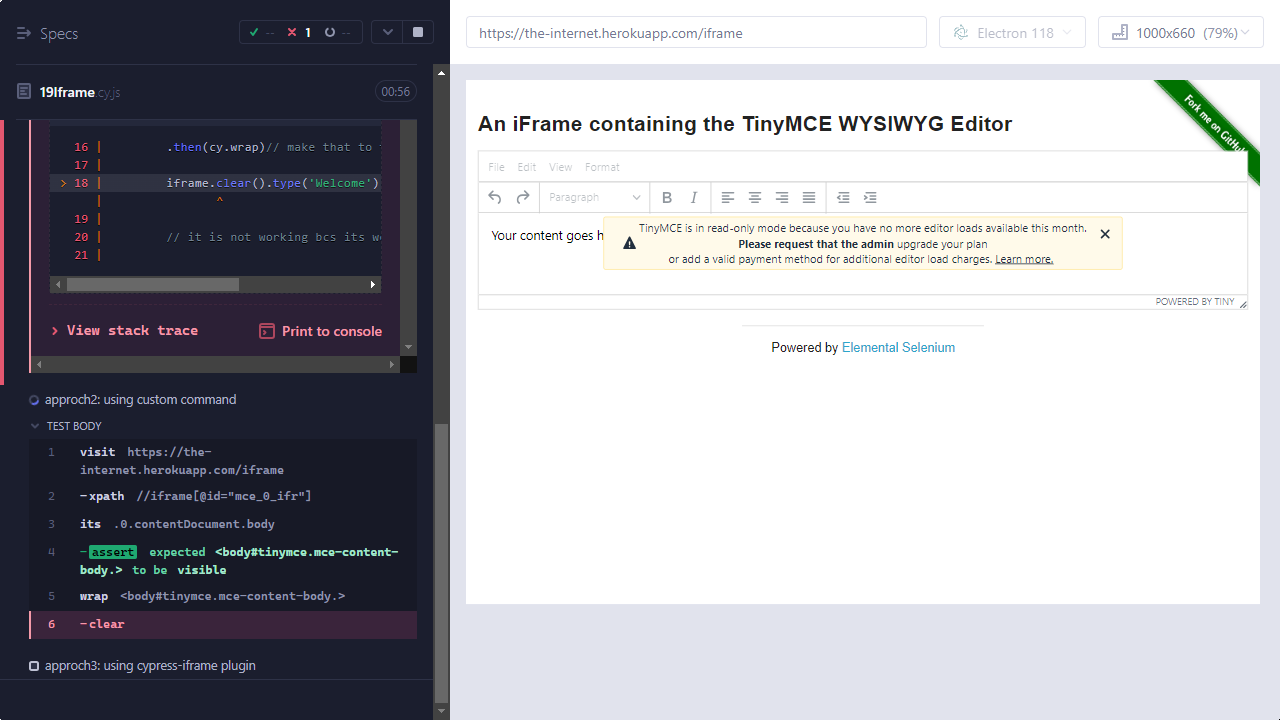 Specs
-- 1 --
19Iframe.cy.js
00:56
16 | .then(cy.wrap)// make that to
17 |
> 18 | iframe.clear().type('Welcome')
| ^
19 |
20 | // it is not working bcs its w
21 |
> View stack trace
Print to console
approch2: using custom command
TEST BODY
1 visit https://the-
internet.herokuapp.com/iframe
2 -xpath //iframe[@id="mce_0_ifr"]
3 its .0.contentDocument.body
4 -assert expected <body#tinymce.mce-content-
body.> to be visible
5 wrap <body#tinymce.mce-content-body.>
6 -clear
approch3: using cypress-iframe plugin
https://the-internet.herokuapp.com/iframe
Electron 118
1000x660 (79%)
Fork me on GitHub
An iFrame containing the TinyMCE WYSIWYG Editor
File Edit View Format
Paragraph
B I
Your content goes h
TinyMCE is in read-only mode because you have no more editor loads available this month.
Please request that the admin upgrade your plan
or add a valid payment method for additional editor load charges. Learn more.
POWERED BY TINY
Powered by Elemental Selenium